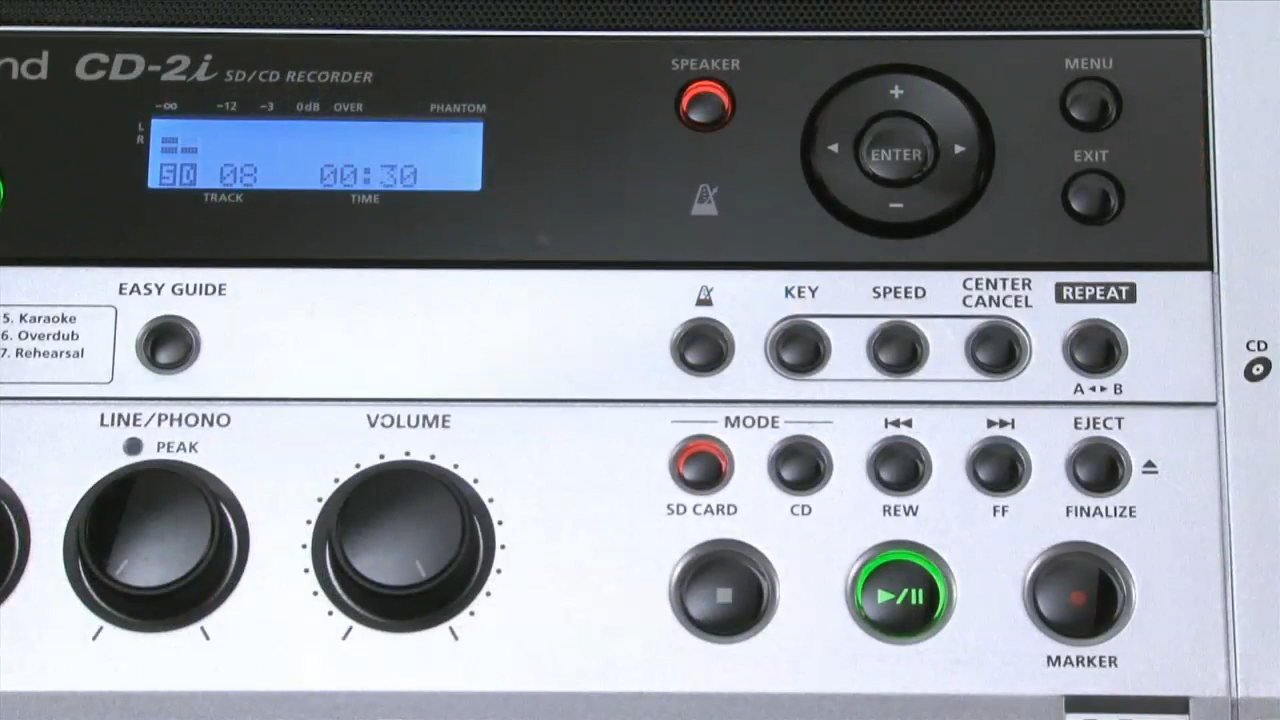 nd CD-2i SD/CD RECORDER
-∞ -12 -3 0dB OVER PHANTOM
L
R
SD 08 00:30
TRACK TIME
SPEAKER
+
ENTER
−
MENU
EXIT
EASY GUIDE
5. Karaoke
6. Overdub
7. Rehearsal
KEY SPEED CENTER CANCEL REPEAT
A◄►B
CD
LINE/PHONO
PEAK
VOLUME
MODE
EJECT
SD CARD CD REW FF FINALIZE
MARKER